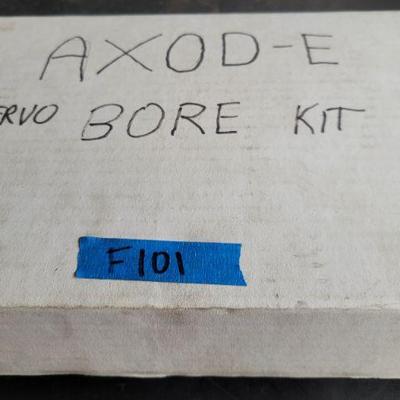 AXOD-E
ERVO BORE KIT
F101